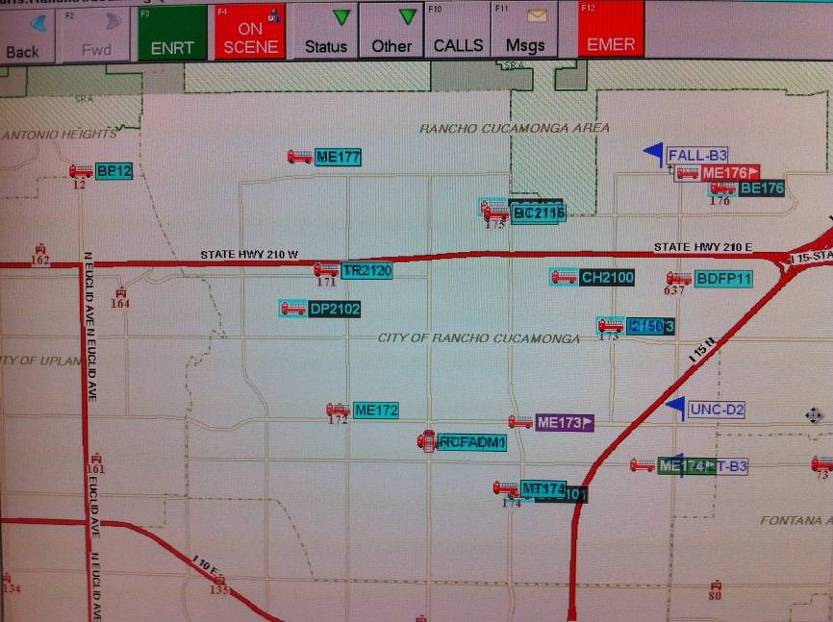 F2
F3
F4
F10
F11
F12
Back
Fwd
ENRT
ON
SCENE
Status
Other
CALLS
Msgs
EMER
SRA
SRA
ANTONIO HEIGHTS
RANCHO CUCAMONGA AREA
ME177
FALL-B3
BE12
12
ME176
BE176
176
BC2115
175
STATE HWY 210 W
STATE HWY 210 E
I 15-STA
162
N EUCLID AVE
TR2120
171
CH2100
637
BDFP11
164
DP2102
173
CITY OF RANCHO CUCAMONGA
ITY OF UPLAN
N EUCLID AVE
I 15 N
ME172
172
ME173
UNC-D2
RCFADM1
161
ME174
T-B3
73
MT174
101
174
EUCLID AVE
FONTANA A
I 10 E
134
135
80
N EUCLID AVE